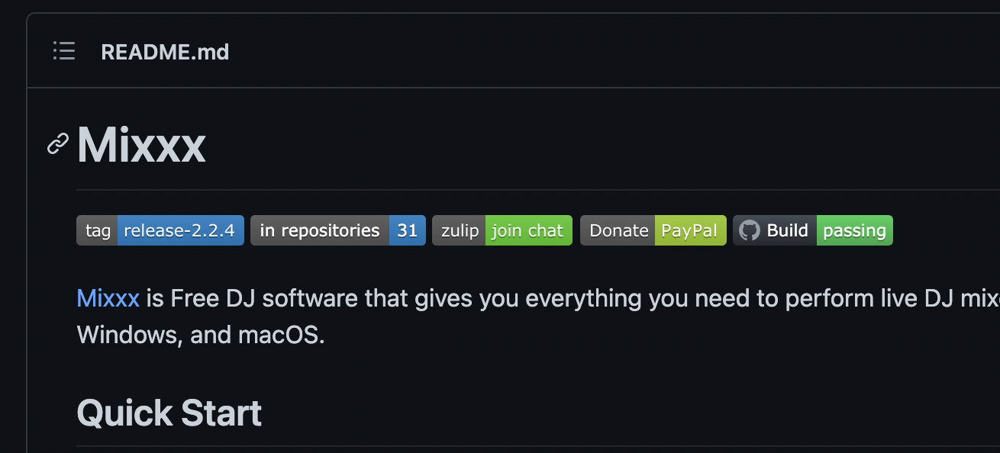 README.md
Mixxx
tag release-2.2.4 in repositories 31 zulip join chat Donate PayPal Build passing
Mixxx is Free DJ software that gives you everything you need to perform live DJ
Windows, and macOS.
Quick Start